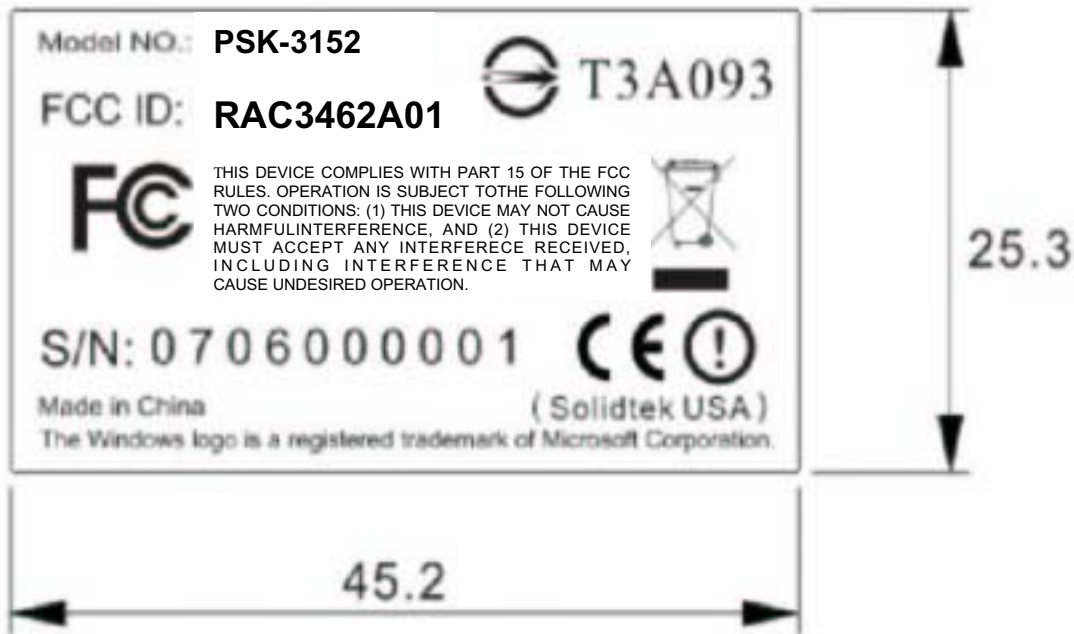 Model NO.: PSK-3152
T3A093
FCC ID: RAC3462A01
FC
THIS DEVICE COMPLIES WITH PART 15 OF THE FCC
RULES. OPERATION IS SUBJECT TOTHE FOLLOWING
TWO CONDITIONS: (1) THIS DEVICE MAY NOT CAUSE
HARMFULINTERFERENCE, AND (2) THIS DEVICE
MUST ACCEPT ANY INTERFERECE RECEIVED,
INCLUDING INTERFERENCE THAT MAY
CAUSE UNDESIRED OPERATION.
25.3
S/N: 0706000001
CE
Made in China (Solidtek USA)
The Windows logo is a registered trademark of Microsoft Corporation.
45.2